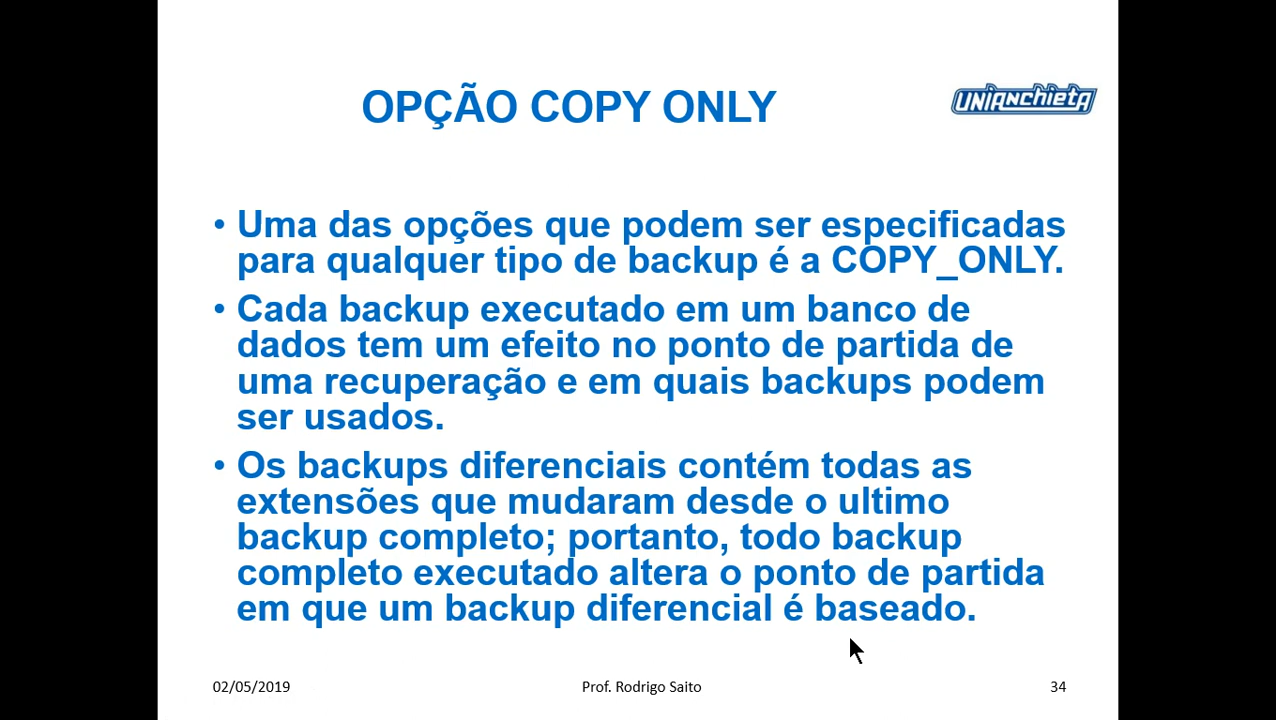 OPÇÃO COPY ONLY
UNIANCHIETA
• Uma das opções que podem ser especificadas
para qualquer tipo de backup é a COPY_ONLY.
• Cada backup executado em um banco de
dados tem um efeito no ponto de partida de
uma recuperação e em quais backups podem
ser usados.
• Os backups diferenciais contém todas as
extensões que mudaram desde o ultimo
backup completo; portanto, todo backup
completo executado altera o ponto de partida
em que um backup diferencial é baseado.
02/05/2019
Prof. Rodrigo Saito
34